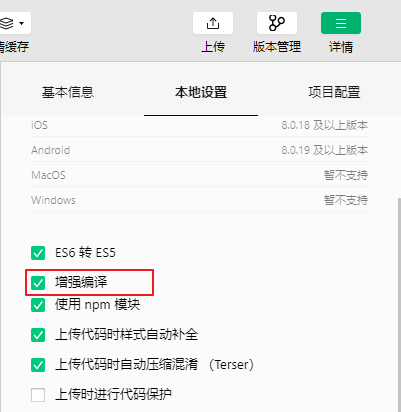 清缓存
上传
版本管理
详情
基本信息
本地设置
项目配置
iOS 8.0.18 及以上版本
Android 8.0.19 及以上版本
MacOS 暂不支持
Windows 暂不支持
ES6 转 ES5
增强编译
使用 npm 模块
上传代码时样式自动补全
上传代码时自动压缩混淆 （Terser）
上传时进行代码保护